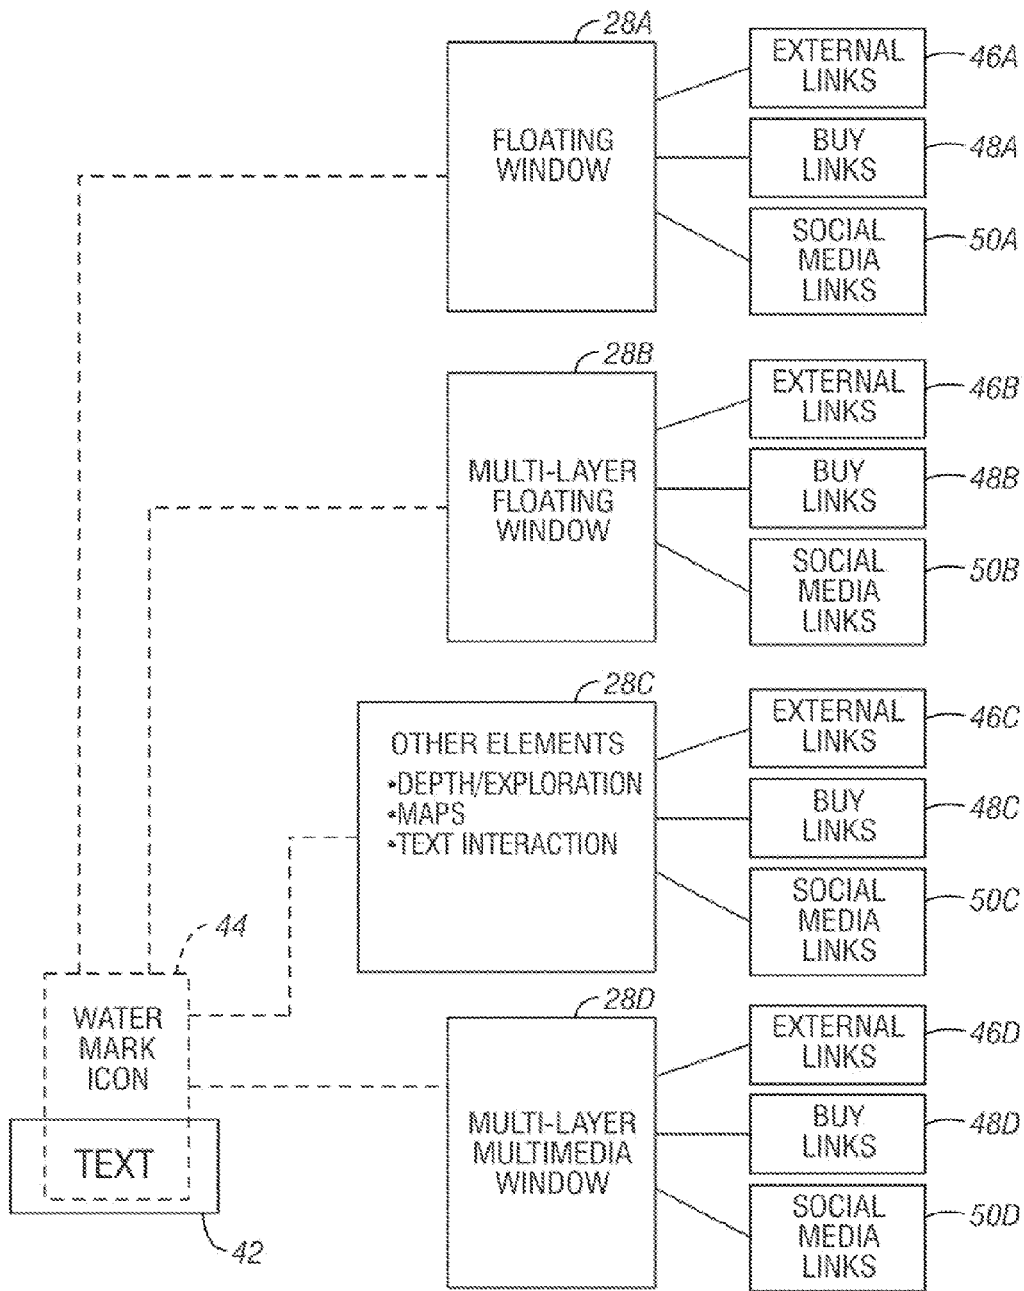 28A
FLOATING
WINDOW
EXTERNAL
LINKS
46A
BUY
LINKS
48A
SOCIAL
MEDIA
LINKS
50A
28B
MULTI-LAYER
FLOATING
WINDOW
EXTERNAL
LINKS
46B
BUY
LINKS
48B
SOCIAL
MEDIA
LINKS
50B
28C
OTHER ELEMENTS
•DEPTH/EXPLORATION
•MAPS
•TEXT INTERACTION
EXTERNAL
LINKS
46C
BUY
LINKS
48C
SOCIAL
MEDIA
LINKS
50C
44
WATER
MARK
ICON
TEXT
42
28D
MULTI-LAYER
MULTIMEDIA
WINDOW
EXTERNAL
LINKS
46D
BUY
LINKS
48D
SOCIAL
MEDIA
LINKS
50D